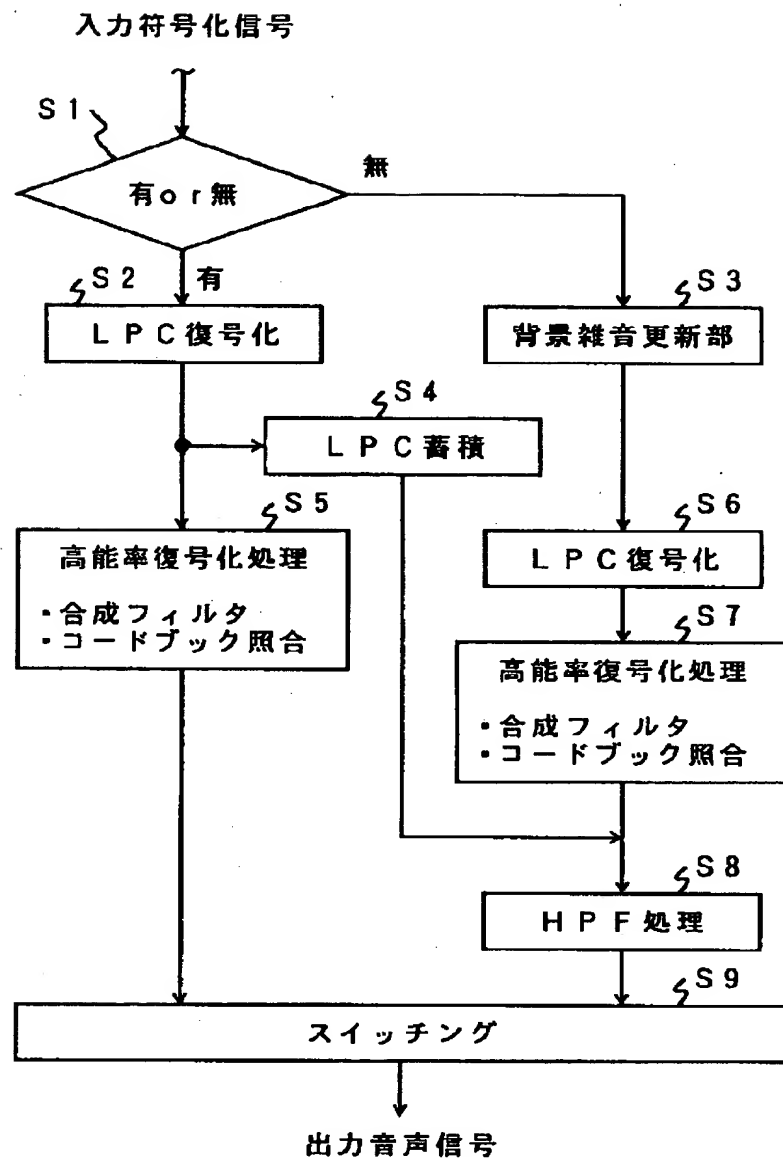 入力符号化信号
S1
有or無
無
S2
有
S3
LPC復号化
背景雑音更新部
S4
LPC蓄積
S5
高能率復号化処理
・合成フィルタ
・コードブック照合
S6
LPC復号化
S7
高能率復号化処理
・合成フィルタ
・コードブック照合
S8
HPF処理
S9
スイッチング
出力音声信号